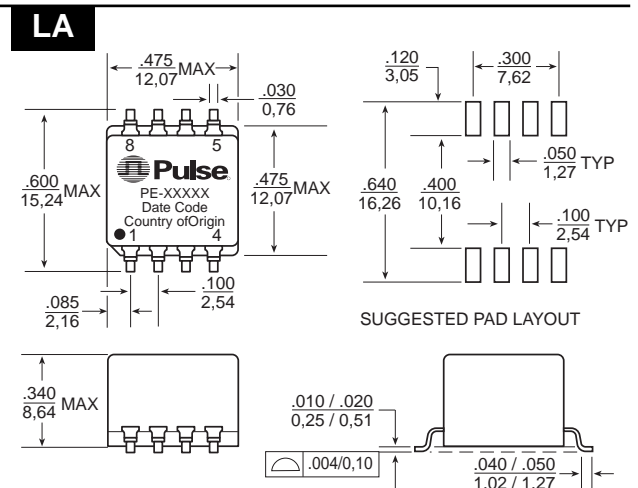 LA
.475
12,07 MAX
.030
0,76
8 5
Pulse
PE-XXXXX
Date Code
Country ofOrigin
1 4
.600
15,24 MAX
.475
12,07 MAX
.085
2,16
.100
2,54
.120
3,05
.300
7,62
.050
1,27 TYP
.640
16,26
.400
10,16
.100
2,54 TYP
SUGGESTED PAD LAYOUT
.340
8,64 MAX
.010 / .020
0,25 / 0,51
.004/0,10
.040 / .050
1,02 / 1,27